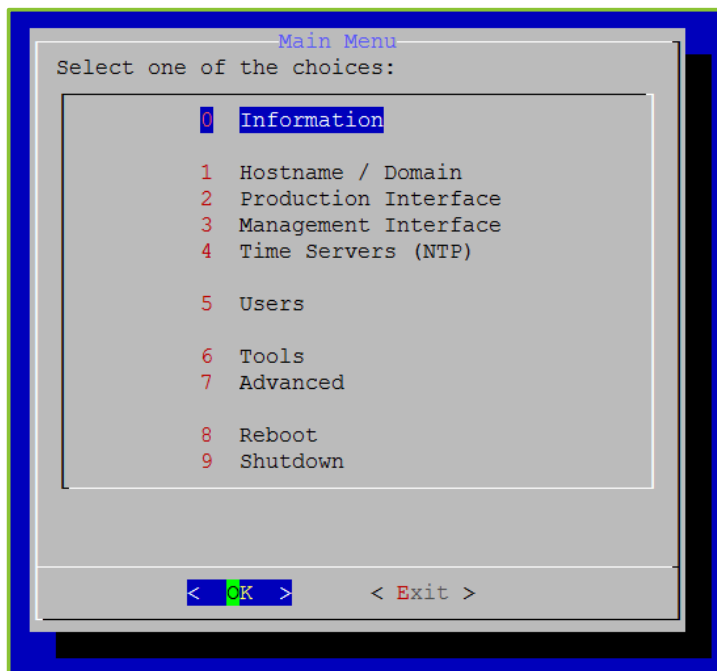 Main Menu
Select one of the choices:
0 Information
1 Hostname / Domain
2 Production Interface
3 Management Interface
4 Time Servers (NTP)
5 Users
6 Tools
7 Advanced
8 Reboot
9 Shutdown
< OK > < Exit >